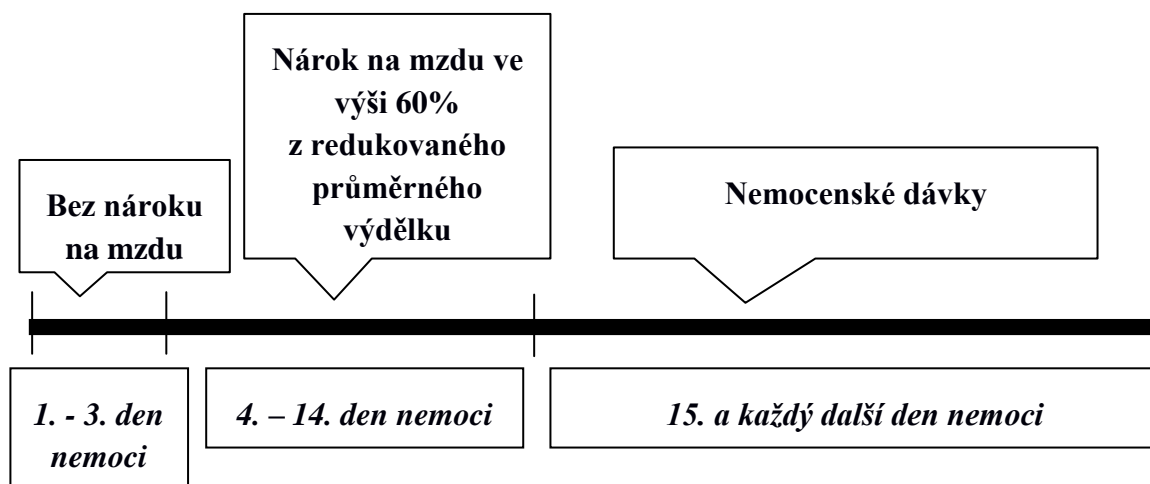 Bez nároku
na mzdu
Nárok na mzdu ve
výši 60%
z redukovaného
průměrného
výdělku
Nemocenské dávky
1. - 3. den
nemoci
4. – 14. den nemoci
15. a každý další den nemoci